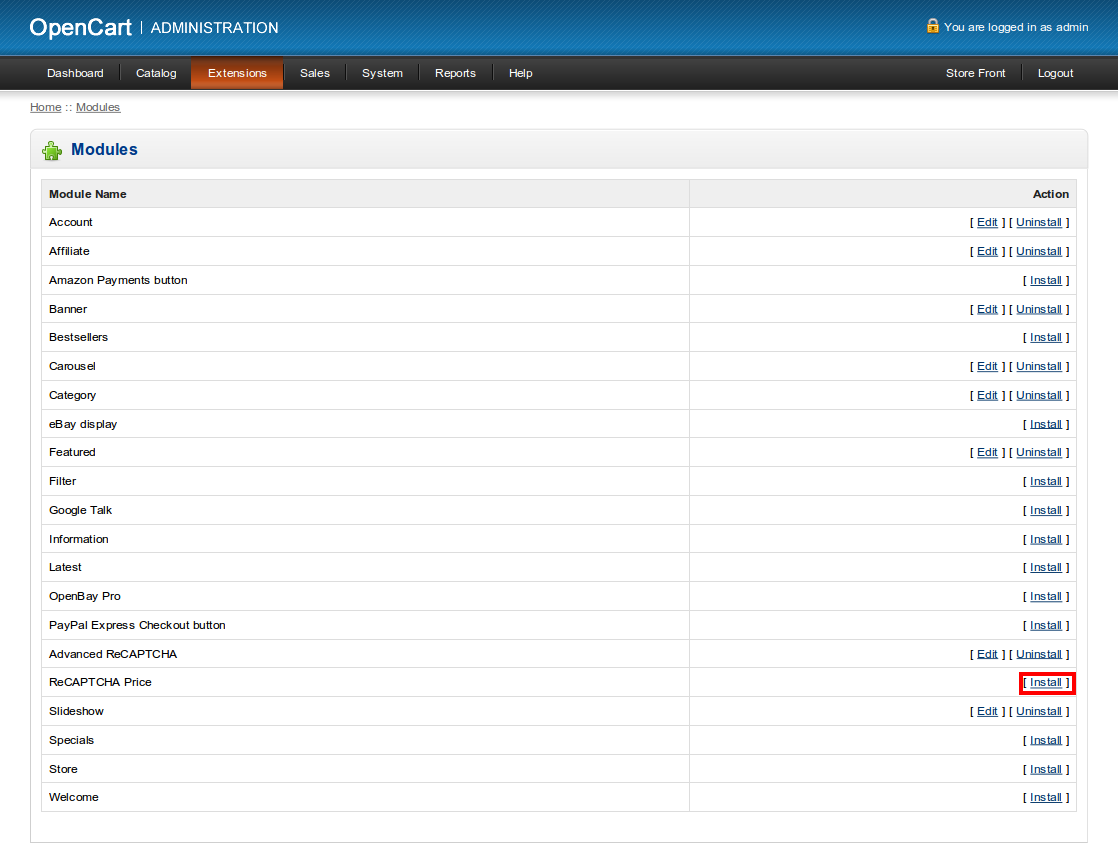 OpenCart | ADMINISTRATION You are logged in as admin
Dashboard Catalog Extensions Sales System Reports Help Store Front Logout
Home :: Modules
Modules
Module Name Action
Account [ Edit ] [ Uninstall ]
Affiliate [ Edit ] [ Uninstall ]
Amazon Payments button [ Install ]
Banner [ Edit ] [ Uninstall ]
Bestsellers [ Install ]
Carousel [ Edit ] [ Uninstall ]
Category [ Edit ] [ Uninstall ]
eBay display [ Install ]
Featured [ Edit ] [ Uninstall ]
Filter [ Install ]
Google Talk [ Install ]
Information [ Install ]
Latest [ Install ]
OpenBay Pro [ Install ]
PayPal Express Checkout button [ Install ]
Advanced ReCAPTCHA [ Edit ] [ Uninstall ]
ReCAPTCHA Price [ Install ]
Slideshow [ Edit ] [ Uninstall ]
Specials [ Install ]
Store [ Install ]
Welcome [ Install ]